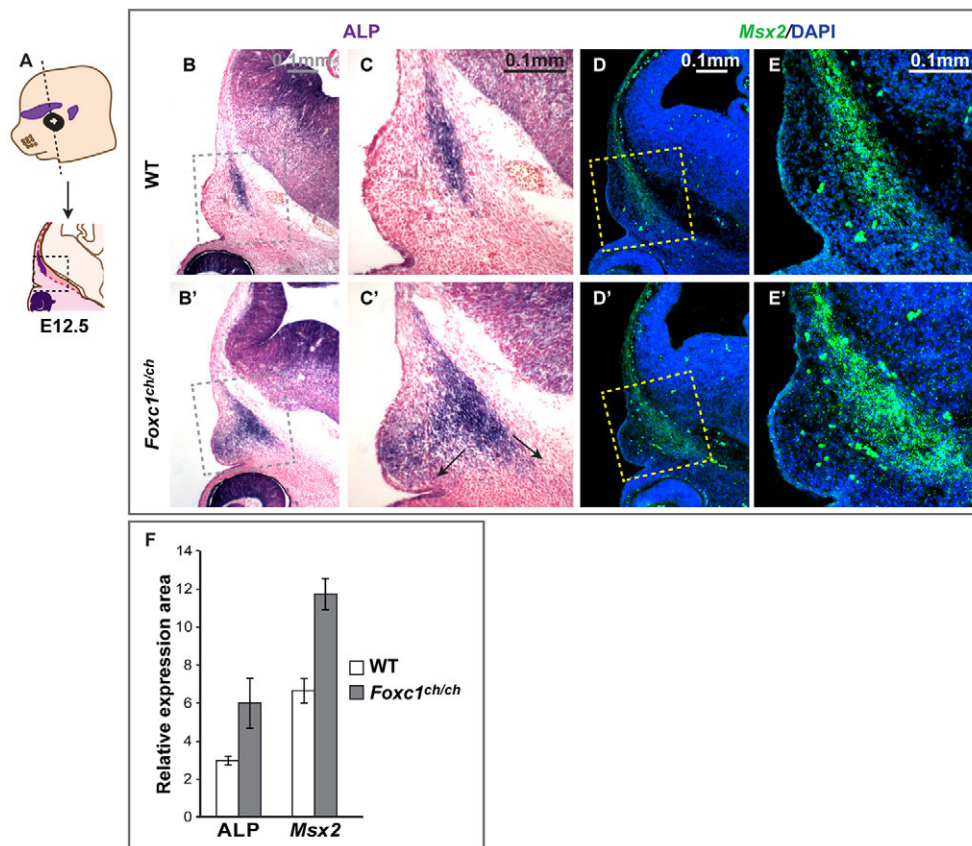 ALP
Msx2/DAPI
A
B
0.1mm
C
0.1mm
D
0.1mm
E
0.1mm
WT
E12.5
B'
C'
D'
E'
Foxc1ch/ch
F
Relative expression area
14
12
10
8
6
4
2
0
WT
Foxc1ch/ch
ALP
Msx2